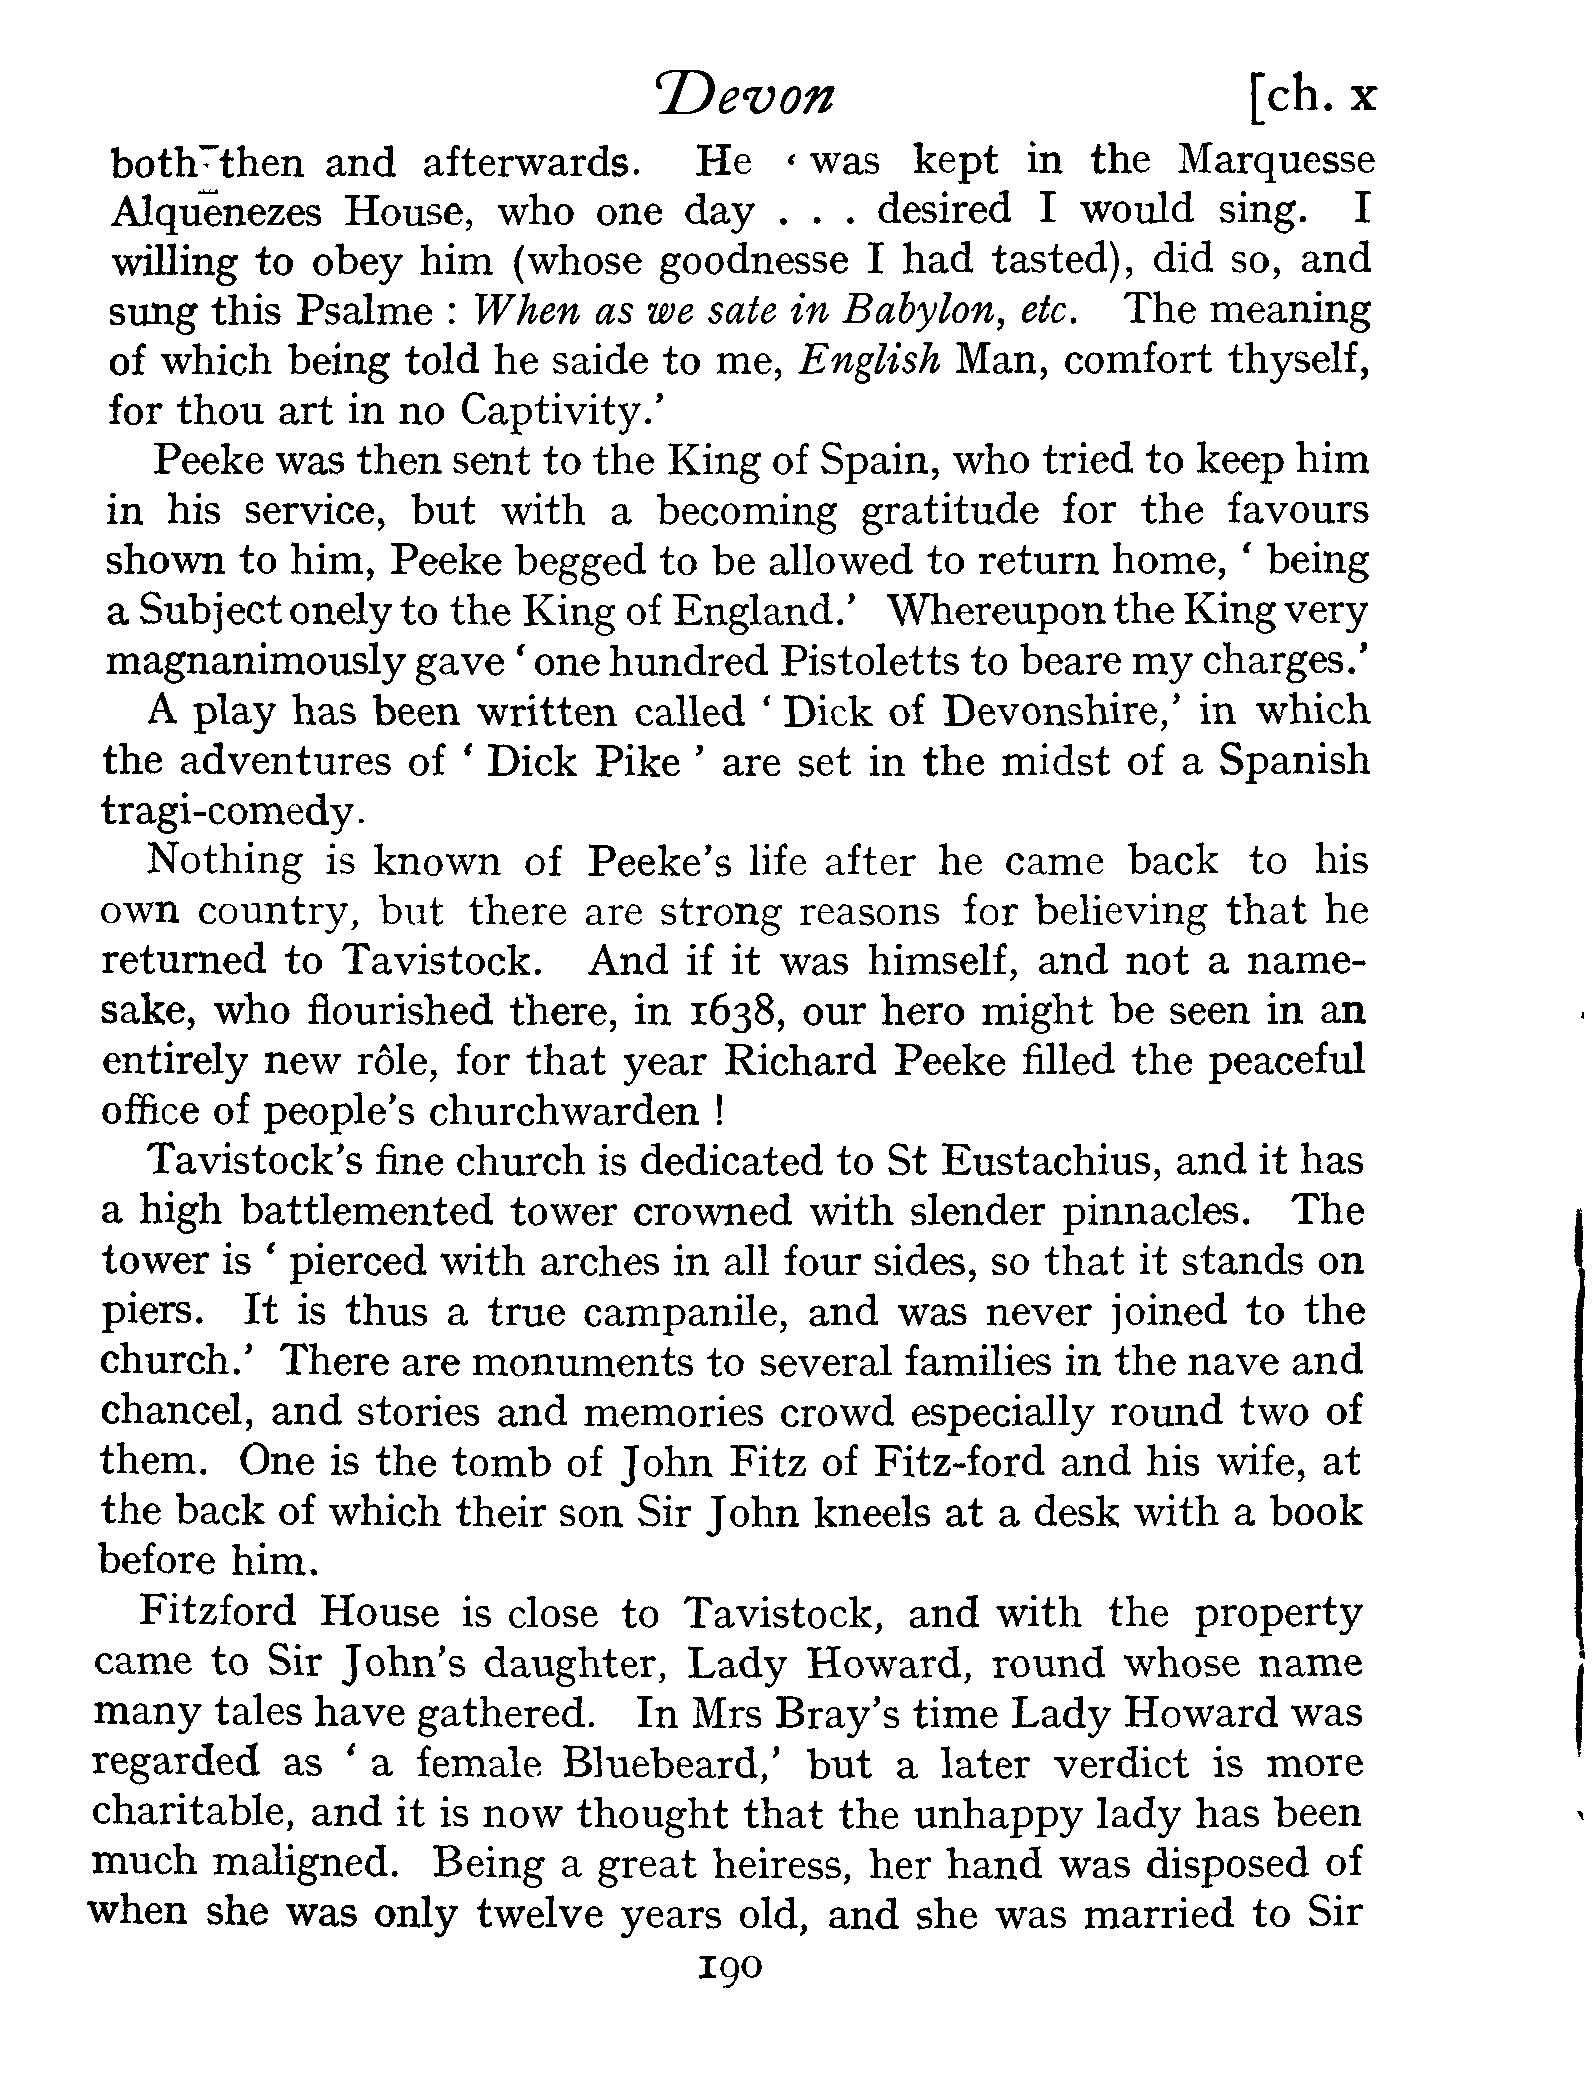 Devon [ch. x
both then and afterwards. He ‘ was kept in the Marquesse
Alquenezes House, who one day . . . desired I would sing. I
willing to obey him (whose goodnesse I had tasted), did so, and
sung this Psalme : When as we sate in Babylon, etc. The meaning
of which being told he saide to me, English Man, comfort thyself,
for thou art in no Captivity.’
Peeke was then sent to the King of Spain, who tried to keep him
in his service, but with a becoming gratitude for the favours
shown to him, Peeke begged to be allowed to return home, ‘ being
a Subject onely to the King of England.’ Whereupon the King very
magnanimously gave ‘ one hundred Pistoletts to beare my charges.’
A play has been written called ‘ Dick of Devonshire,’ in which
the adventures of ‘ Dick Pike ’ are set in the midst of a Spanish
tragi-comedy.
Nothing is known of Peeke’s life after he came back to his
own country, but there are strong reasons for believing that he
returned to Tavistock. And if it was himself, and not a name-
sake, who flourished there, in 1638, our hero might be seen in an
entirely new rôle, for that year Richard Peeke filled the peaceful
office of people’s churchwarden !
Tavistock’s fine church is dedicated to St Eustachius, and it has
a high battlemented tower crowned with slender pinnacles. The
tower is ‘ pierced with arches in all four sides, so that it stands on
piers. It is thus a true campanile, and was never joined to the
church.’ There are monuments to several families in the nave and
chancel, and stories and memories crowd especially round two of
them. One is the tomb of John Fitz of Fitz-ford and his wife, at
the back of which their son Sir John kneels at a desk with a book
before him.
Fitzford House is close to Tavistock, and with the property
came to Sir John’s daughter, Lady Howard, round whose name
many tales have gathered. In Mrs Bray’s time Lady Howard was
regarded as ‘ a female Bluebeard,’ but a later verdict is more
charitable, and it is now thought that the unhappy lady has been
much maligned. Being a great heiress, her hand was disposed of
when she was only twelve years old, and she was married to Sir
190